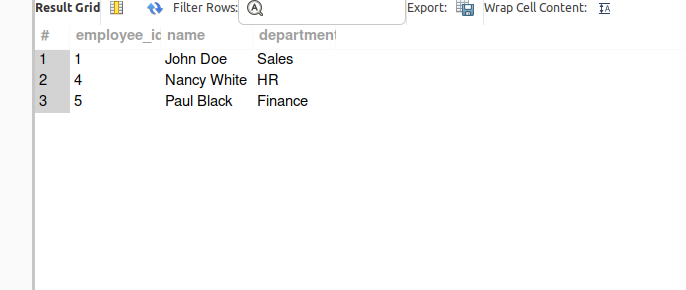 Result Grid Filter Rows: Export: Wrap Cell Content:
# employee_id name department
1 1 John Doe Sales
2 4 Nancy White HR
3 5 Paul Black Finance